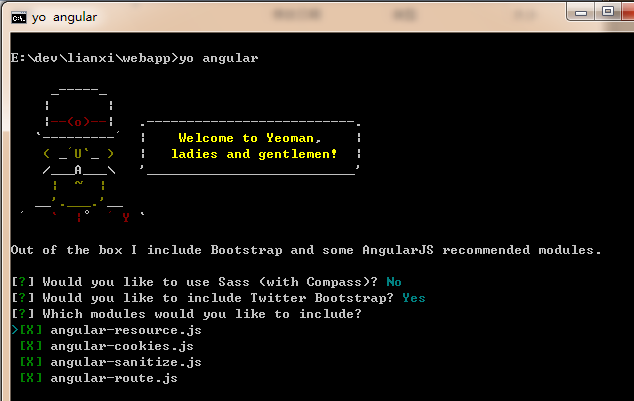 yo angular
E:\dev\lianxi\webapp>yo angular
Welcome to Yeoman,
ladies and gentlemen!
Out of the box I include Bootstrap and some AngularJS recommended modules.
[?] Would you like to use Sass (with Compass)? No
[?] Would you like to include Twitter Bootstrap? Yes
[?] Which modules would you like to include?
>[X] angular-resource.js
[X] angular-cookies.js
[X] angular-sanitize.js
[X] angular-route.js